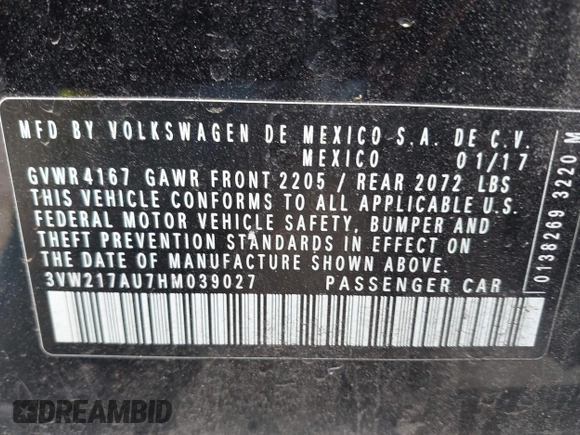 MFD BY VOLKSWAGEN DE MEXICO S.A. DE C.V.
MEXICO 01/17
GVWR 4167 GAWR FRONT 2205 / REAR 2072 LBS
THIS VEHICLE CONFORMS TO ALL APPLICABLE U.S.
FEDERAL MOTOR VEHICLE SAFETY, BUMPER AND
THEFT PREVENTION STANDARDS IN EFFECT ON
THE DATE OF MANUFACTURE SHOWN ABOVE.
3VW217AU7HM039027 PASSENGER CAR
0138269 3220 M
DREAMBID